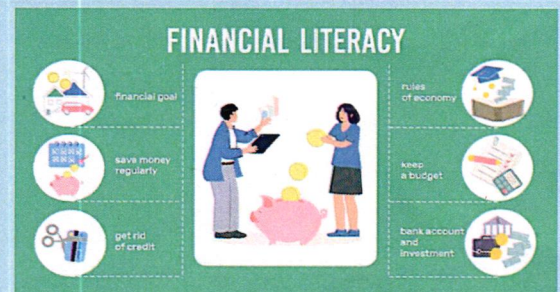 FINANCIAL LITERACY
financial goal
save money
regularly
get rid
of credit
rules
of economy
keep
a budget
bank account
and
investment